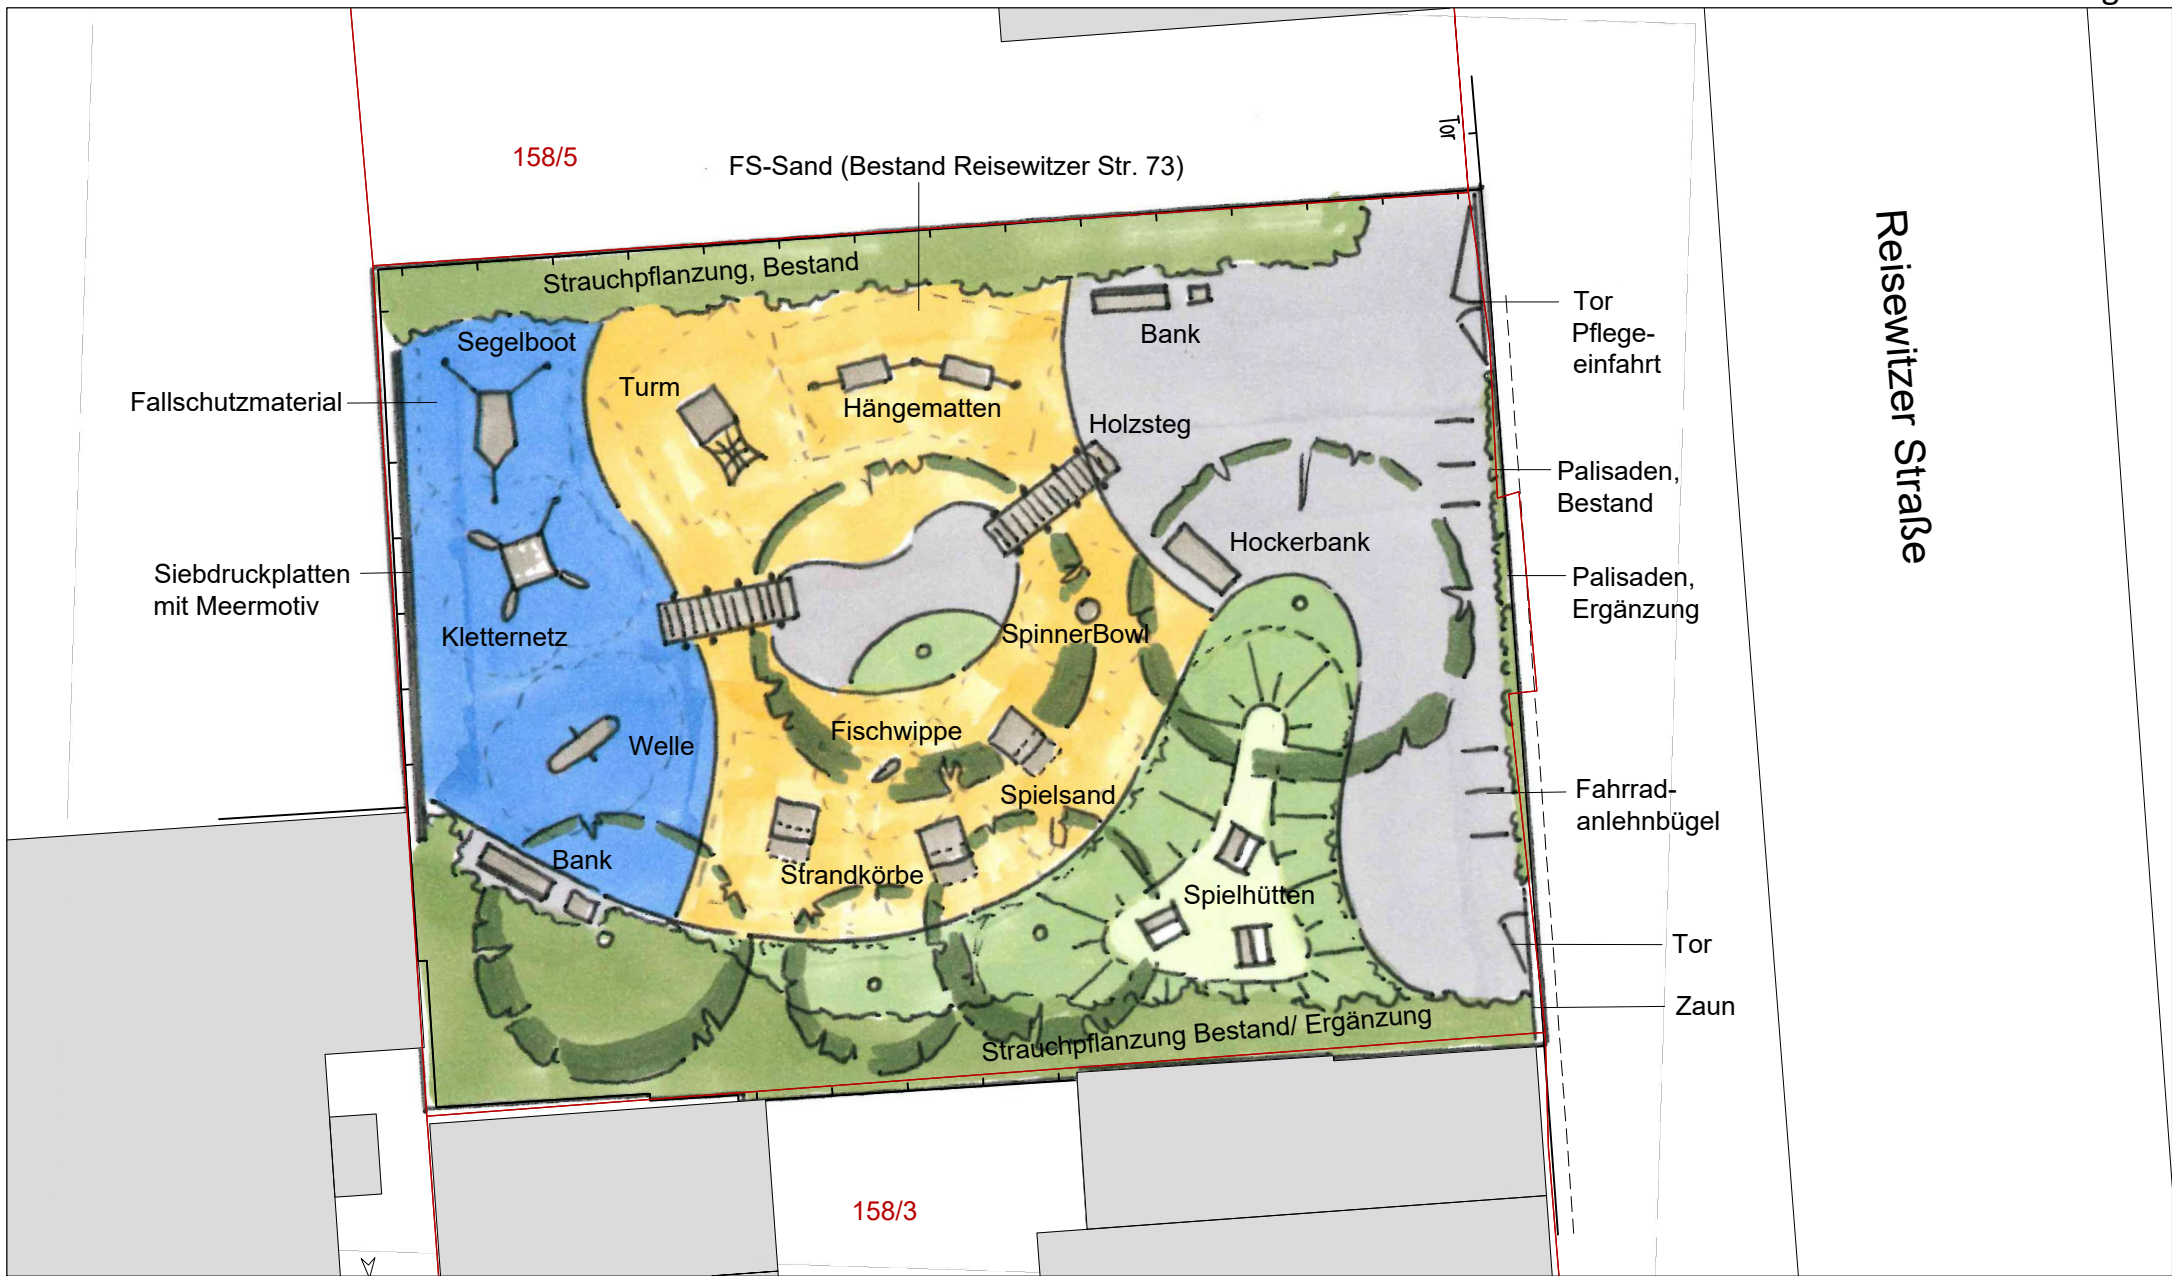 158/5
Tor
FS-Sand (Bestand Reisewitzer Str. 73)
Reisewitzer Straße
Strauchpflanzung, Bestand
Segelboot
Bank
Tor
Pflege-
einfahrt
Fallschutzmaterial
Turm
Hängematten
Holzsteg
Palisaden,
Bestand
Hockerbank
Siebdruckplatten
mit Meermotiv
Palisaden,
Ergänzung
Kletternetz
SpinnerBowl
Fischwippe
Welle
Spielsand
Fahrrad-
anlehnbügel
Bank
Strandkörbe
Spielhütten
Tor
Zaun
Strauchpflanzung Bestand/ Ergänzung
158/3